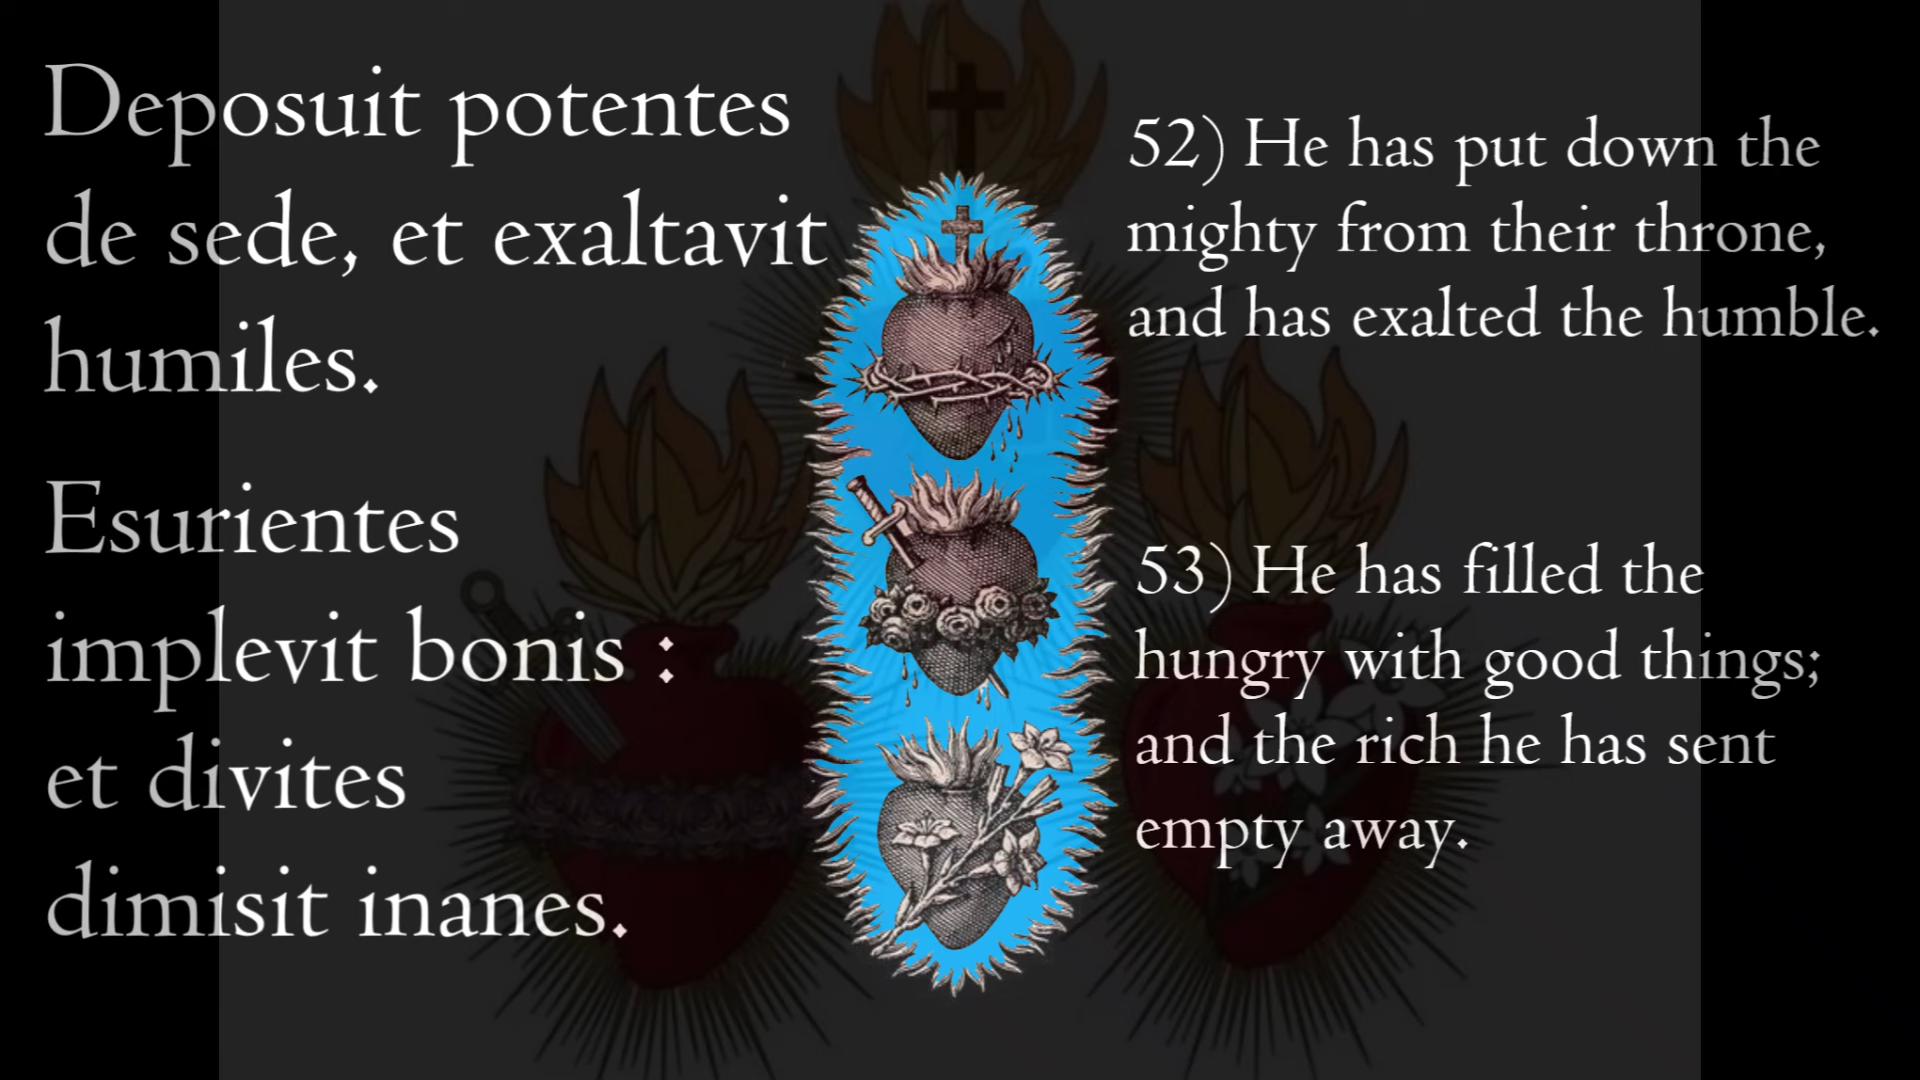 Deposuit potentes
de sede, et exaltavit
humiles.
Esurientes
implevit bonis :
et divites
dimisit inanes.
52) He has put down the
mighty from their throne,
and has exalted the humble.
53) He has filled the
hungry with good things;
and the rich he has sent
empty away.